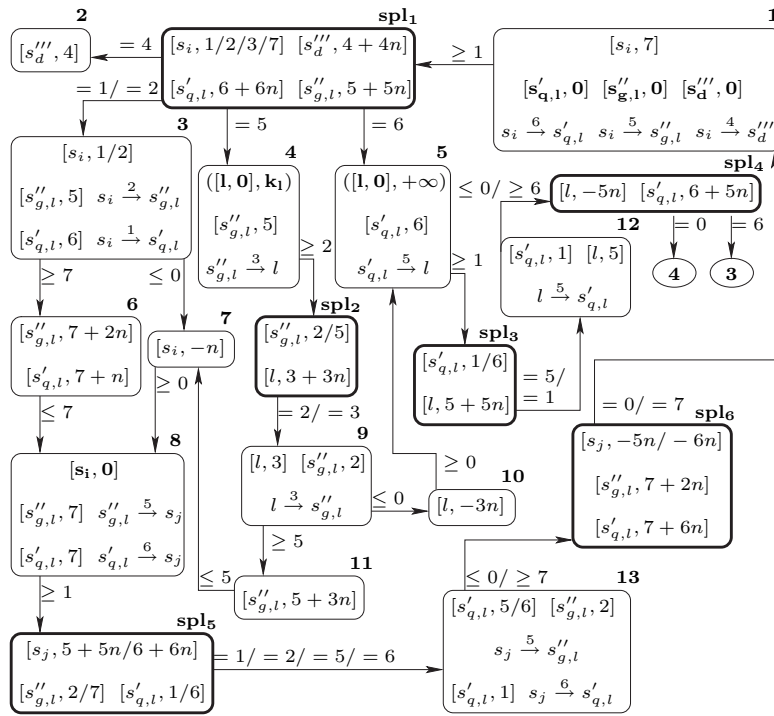 2
[s'''_d, 4]
= 4
spl₁
[s_i, 1/2/3/7] [s'''_d, 4 + 4n]
[s'_{q,l}, 6 + 6n] [s''_{g,l}, 5 + 5n]
≥ 1
1
[s_i, 7]
[s'_{q,l}, 0] [s''_{g,l}, 0] [s'''_d, 0]
s_i →^6 s'_{q,l} s_i →^5 s''_{g,l} s_i →^4 s'''_d
= 1/ = 2
= 5
= 6
3
[s_i, 1/2]
[s''_{g,l}, 5] s_i →^2 s''_{g,l}
[s'_{q,l}, 6] s_i →^1 s'_{q,l}
4
([l, 0], k_l)
[s''_{g,l}, 5]
s''_{g,l} →^3 l
5
([l, 0], +∞)
[s'_{q,l}, 6]
s'_{q,l} →^5 l
spl₄
[l, −5n] [s'_{q,l}, 6 + 5n]
≤ 0/ ≥ 6
= 0
= 6
4
3
12
[s'_{q,l}, 1] [l, 5]
l →^5 s'_{q,l}
≥ 7
≤ 0
≥ 2
≥ 1
6
[s''_{g,l}, 7 + 2n]
[s'_{q,l}, 7 + n]
7
[s_i, −n]
spl₂
[s''_{g,l}, 2/5]
[l, 3 + 3n]
spl₃
[s'_{q,l}, 1/6]
[l, 5 + 5n]
= 5/
= 1
≤ 7
≥ 0
= 2/ = 3
= 0/ = 7
8
[s_i, 0]
[s''_{g,l}, 7] s''_{g,l} →^5 s_j
[s'_{q,l}, 7] s'_{q,l} →^6 s_j
9
[l, 3] [s''_{g,l}, 2]
l →^3 s''_{g,l}
≤ 0
≥ 0
10
[l, −3n]
spl₆
[s_j, −5n/ − 6n]
[s''_{g,l}, 7 + 2n]
[s'_{q,l}, 7 + 6n]
≥ 5
≤ 5
11
[s''_{g,l}, 5 + 3n]
≥ 1
≤ 0/ ≥ 7
13
[s'_{q,l}, 5/6] [s''_{g,l}, 2]
s_j →^5 s''_{g,l}
[s'_{q,l}, 1] s_j →^6 s'_{q,l}
spl₅
[s_j, 5 + 5n/6 + 6n]
[s''_{g,l}, 2/7] [s'_{q,l}, 1/6]
= 1/ = 2/ = 5/ = 6